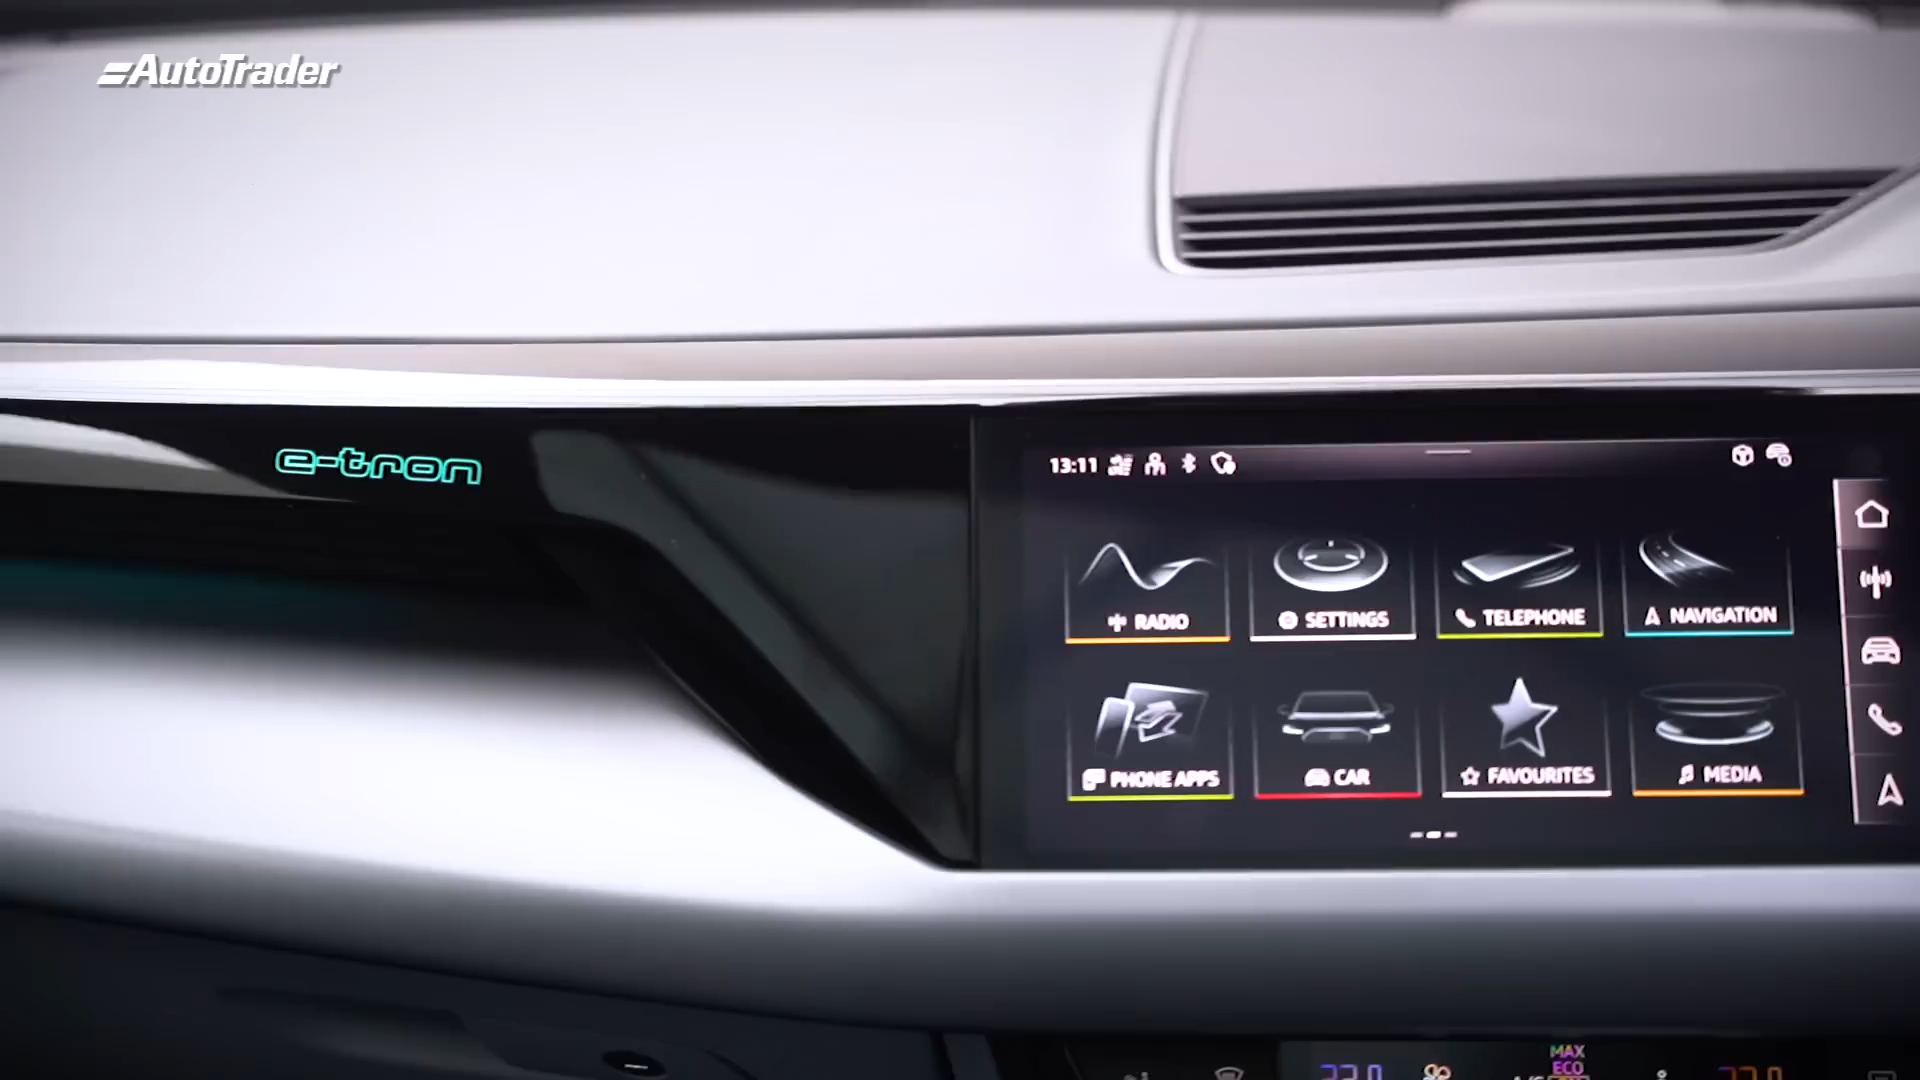 AutoTrader
e-tron
13:11
RADIO
SETTINGS
TELEPHONE
NAVIGATION
PHONE APPS
CAR
FAVOURITES
MEDIA
MAX
ECO